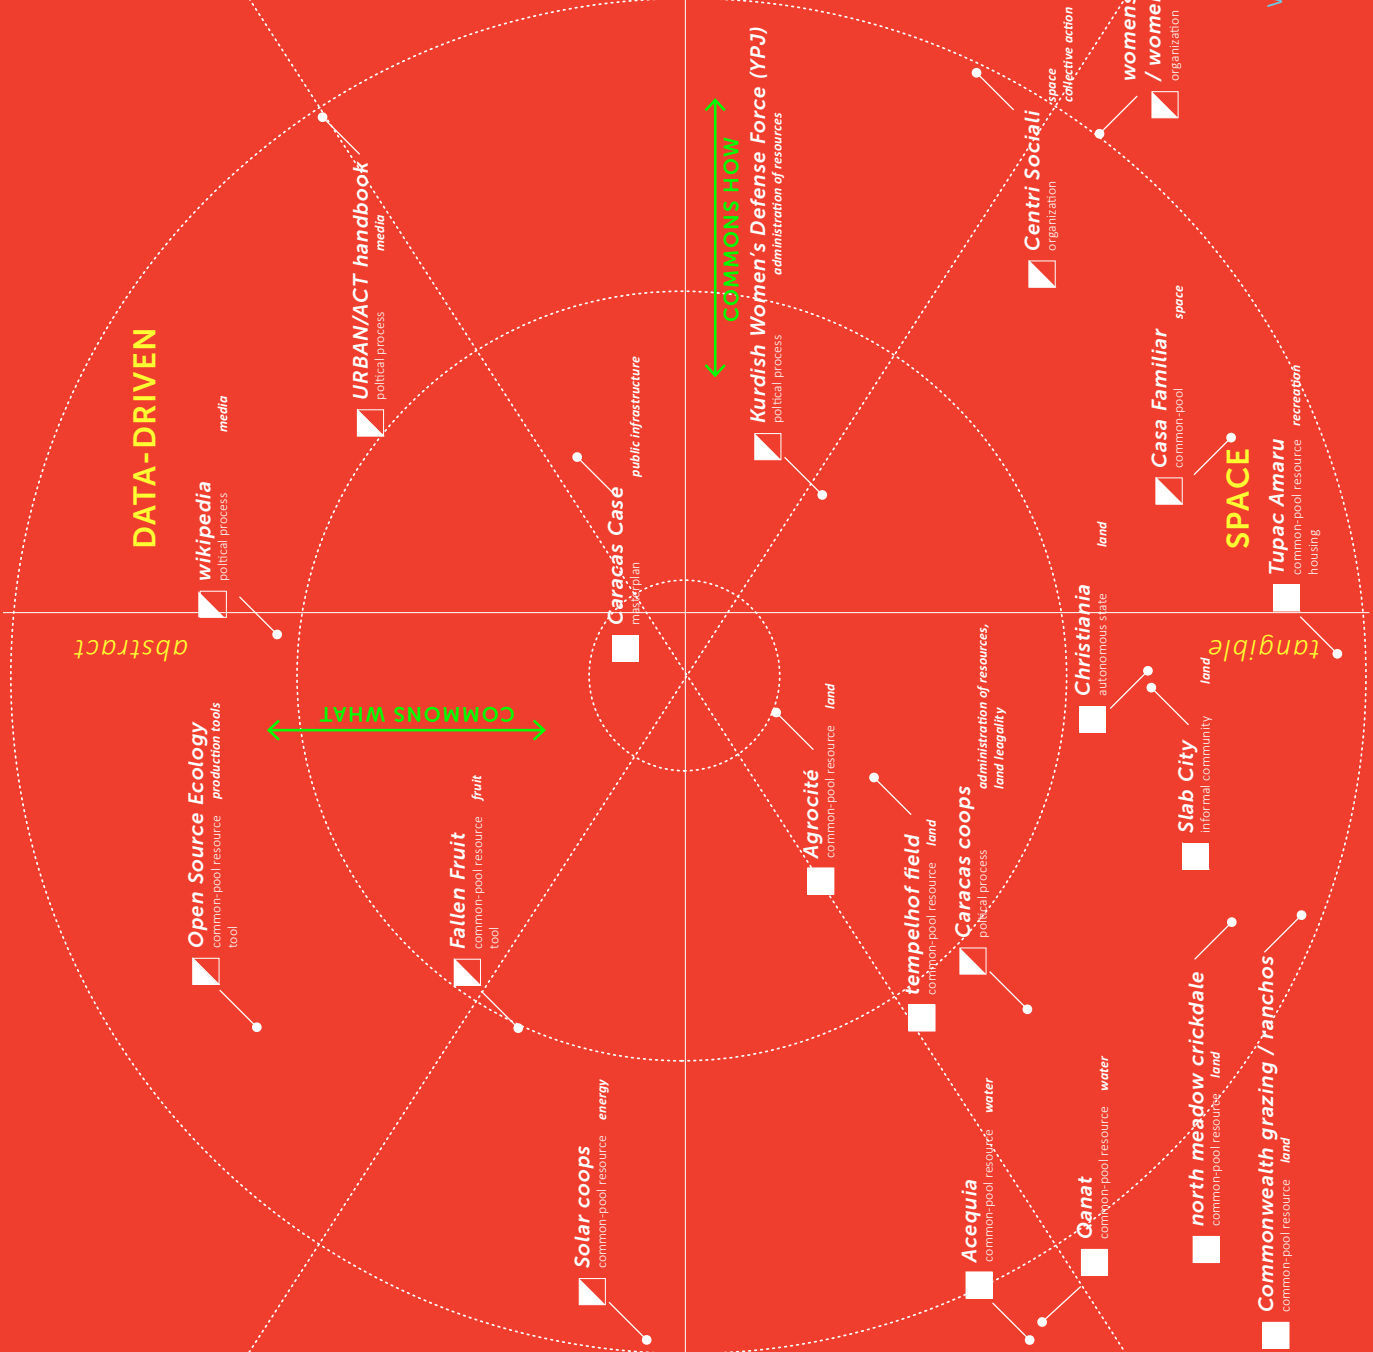 DATA-DRIVEN
abstract
wikipedia
media
poltical process
Open Source Ecology
common-pool resource
production tools
tool
URBAN/ACT handbook
poltical process
media
COMMONS WHAT
Fallen Fruit
common-pool resource
fruit
tool
Caracas Case
masterplan
public infrastructure
Solar coops
common-pool resource
energy
COMMONS HOW
Kurdish Women's Defense Force (YPJ)
poltical process
administration of resources
Agrocité
common-pool resource
land
tempelhof field
common-pool resource
land
Caracas coops
poltical process
administration of resources,
land leagality
Acequia
common-pool resource
water
Centri Sociali
organization
space
collective action
Christiania
autonomous state
land
Qanat
common-pool resource
water
womens
/ women
organization
Casa Familiar
common-pool
space
Slab City
informal community
land
north meadow crickdale
common-pool resource
land
SPACE
tangible
Tupac Amaru
common-pool resource
recreation
housing
Commonwealth grazing / ranchos
common-pool resource
land